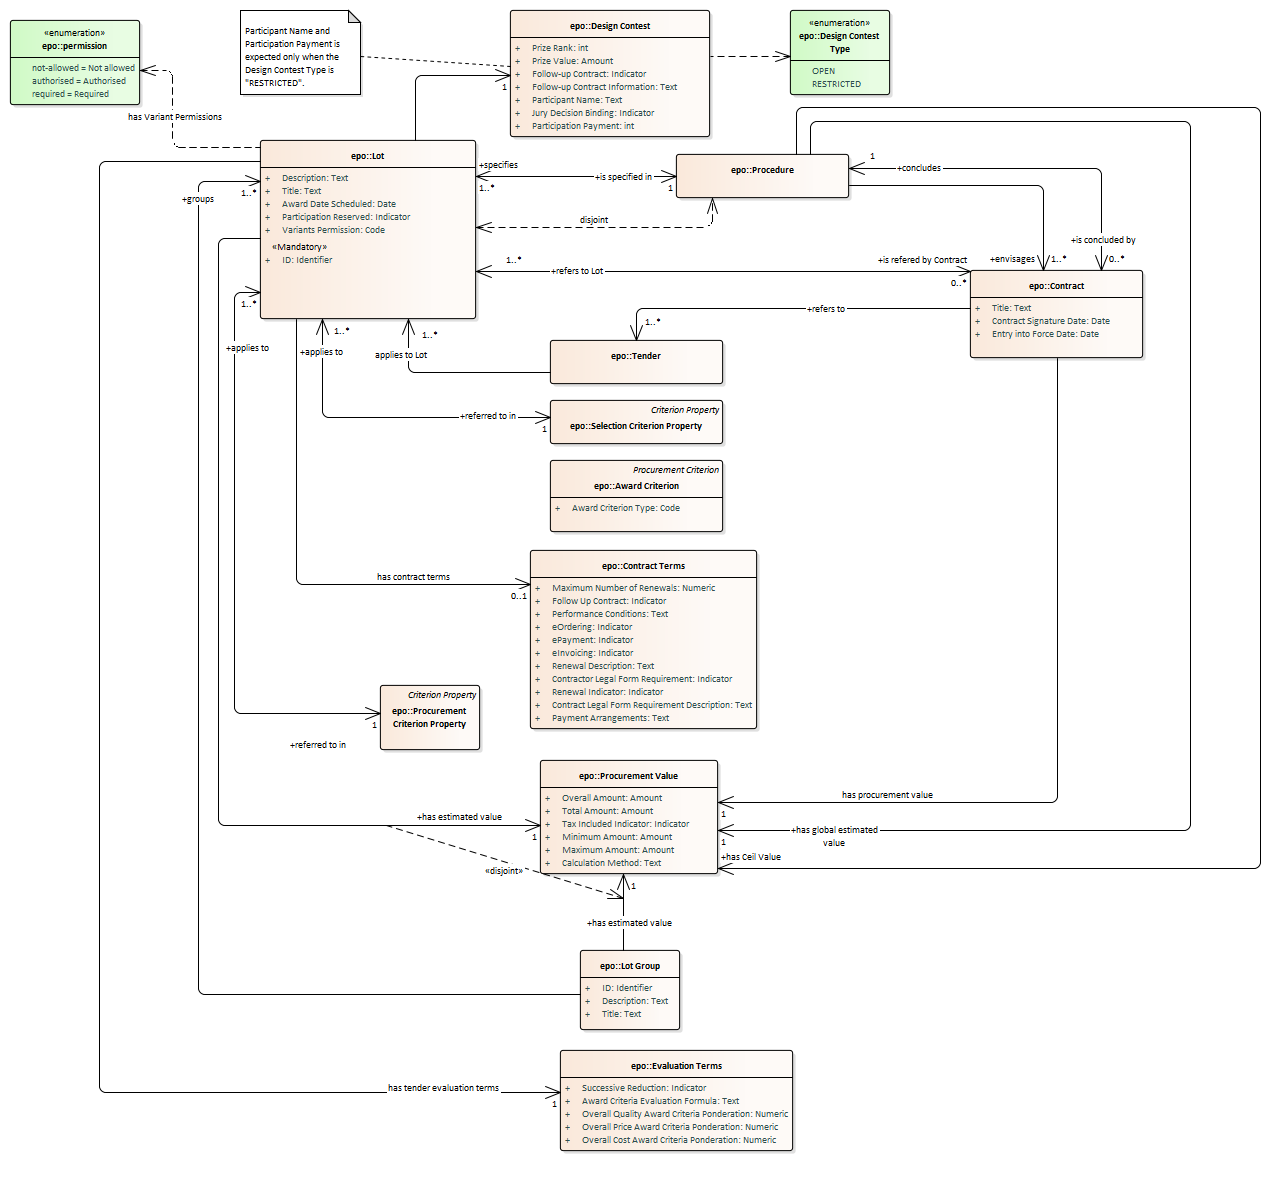 «enumeration»
epo::permission
not-allowed = Not allowed
authorised = Authorised
required = Required
Participant Name and
Participation Payment is
expected only when the
Design Contest Type is
"RESTRICTED".
epo::Design Contest
+ Prize Rank: int
+ Prize Value: Amount
+ Follow-up Contract: Indicator
+ Follow-up Contract Information: Text
+ Participant Name: Text
+ Jury Decision Binding: Indicator
+ Participation Payment: int
«enumeration»
epo::Design Contest
Type
OPEN
RESTRICTED
has Variant Permissions
1
epo::Lot
+ Description: Text
+ Title: Text
+ Award Date Scheduled: Date
+ Participation Reserved: Indicator
+ Variants Permission: Code
«Mandatory»
+ ID: Identifier
+specifies
1..*
+is specified in
1
epo::Procedure
1
+concludes
+groups
1..*
disjoint
+is concluded by
0..*
+envisages
1..*
1..*
+refers to Lot
+is refered by Contract
0..*
epo::Contract
+ Title: Text
+ Contract Signature Date: Date
+ Entry into Force Date: Date
1..*
+applies to
+refers to
1..*
1..*
+applies to
1..*
applies to Lot
epo::Tender
+referred to in
1
Criterion Property
epo::Selection Criterion Property
Procurement Criterion
epo::Award Criterion
+ Award Criterion Type: Code
has contract terms
0..1
epo::Contract Terms
+ Maximum Number of Renewals: Numeric
+ Follow Up Contract: Indicator
+ Performance Conditions: Text
+ eOrdering: Indicator
+ ePayment: Indicator
+ eInvoicing: Indicator
+ Renewal Description: Text
+ Contractor Legal Form Requirement: Indicator
+ Renewal Indicator: Indicator
+ Contract Legal Form Requirement Description: Text
+ Payment Arrangements: Text
Criterion Property
epo::Procurement
Criterion Property
1
+referred to in
epo::Procurement Value
+ Overall Amount: Amount
+ Total Amount: Amount
+ Tax Included Indicator: Indicator
+ Minimum Amount: Amount
+ Maximum Amount: Amount
+ Calculation Method: Text
has procurement value
1
+has estimated value
1
+has global estimated
value
1
+has Ceil Value
«disjoint»
1
+has estimated value
epo::Lot Group
+ ID: Identifier
+ Description: Text
+ Title: Text
has tender evaluation terms
1
epo::Evaluation Terms
+ Successive Reduction: Indicator
+ Award Criteria Evaluation Formula: Text
+ Overall Quality Award Criteria Ponderation: Numeric
+ Overall Price Award Criteria Ponderation: Numeric
+ Overall Cost Award Criteria Ponderation: Numeric